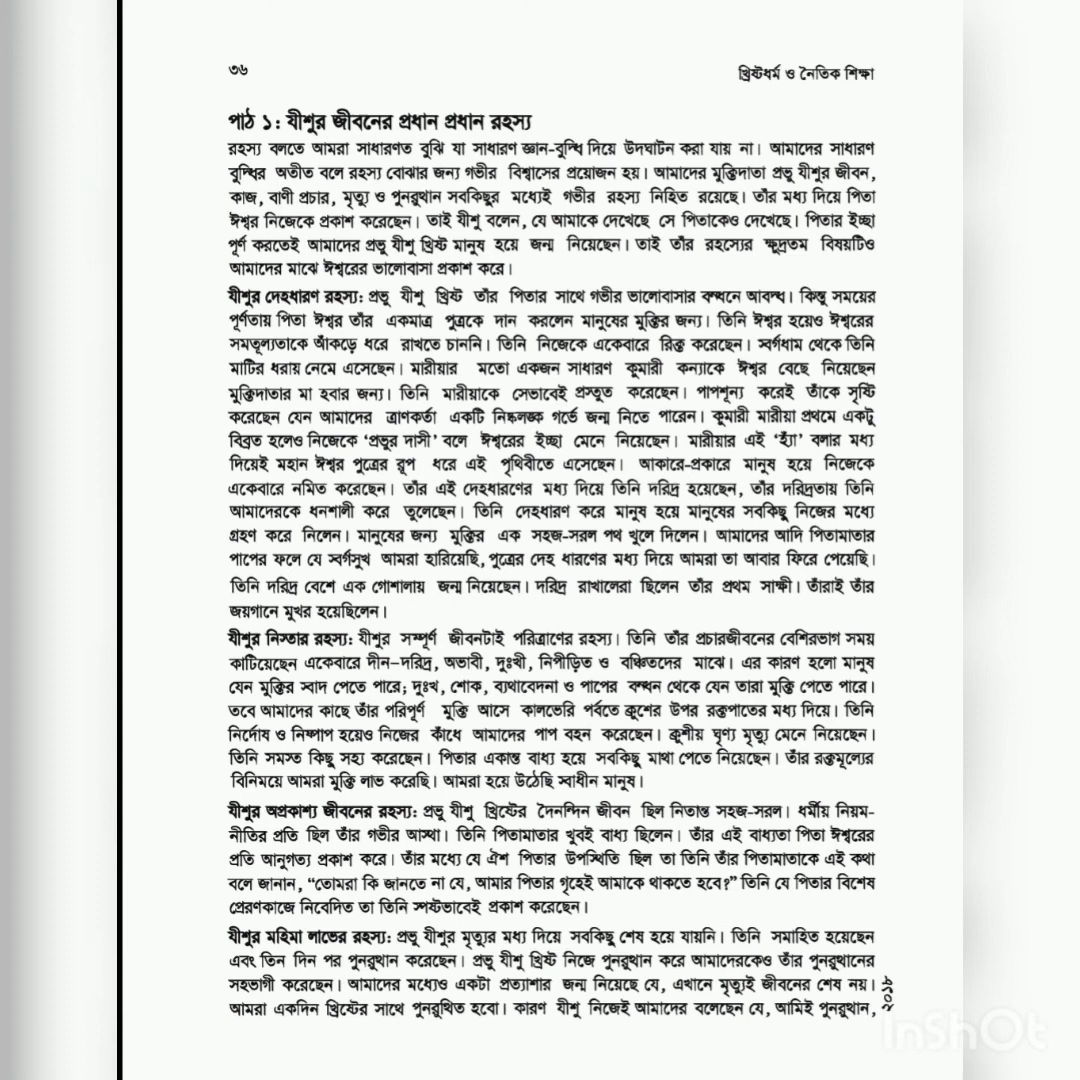 ৩৬
খ্রিষ্টধর্ম ও নৈতিক শিক্ষা
পাঠ ১: যীশুর জীবনের প্রধান প্রধান রহস্য
রহস্য বলতে আমরা সাধারণত বুঝি যা সাধারণ জ্ঞান-বুদ্ধি দিয়ে উদঘাটন করা যায় না। আমাদের সাধারণ
বুদ্ধির অতীত বলে রহস্য বোঝার জন্য গভীর বিশ্বাসের প্রয়োজন হয়। আমাদের মুক্তিদাতা প্রভু যীশুর জীবন,
কাজ, বাণী প্রচার, মৃত্যু ও পুনরুত্থান সবকিছুর মধ্যেই গভীর রহস্য নিহিত রয়েছে। তাঁর মধ্য দিয়ে পিতা
ঈশ্বর নিজেকে প্রকাশ করেছেন। তাই যীশু বলেন, যে আমাকে দেখেছে সে পিতাকেও দেখেছে। পিতার ইচ্ছা
পূর্ণ করতেই আমাদের প্রভু যীশু খ্রিষ্ট মানুষ হয়ে জন্ম নিয়েছেন। তাই তাঁর রহস্যের ক্ষুদ্রতম বিষয়টিও
আমাদের মাঝে ঈশ্বরের ভালোবাসা প্রকাশ করে।
যীশুর দেহধারণ রহস্য: প্রভু যীশু খ্রিষ্ট তাঁর পিতার সাথে গভীর ভালোবাসার বন্ধনে আবদ্ধ। কিন্তু সময়ের
পূর্ণতায় পিতা ঈশ্বর তাঁর একমাত্র পুত্রকে দান করলেন মানুষের মুক্তির জন্য। তিনি ঈশ্বর হয়েও ঈশ্বরের
সমতূল্যতাকে আঁকড়ে ধরে রাখতে চাননি। তিনি নিজেকে একেবারে রিক্ত করেছেন। স্বর্গধাম থেকে তিনি
মাটির ধরায় নেমে এসেছেন। মারীয়ার মতো একজন সাধারণ কুমারী কন্যাকে ঈশ্বর বেছে নিয়েছেন
মুক্তিদাতার মা হবার জন্য। তিনি মারীয়াকে সেভাবেই প্রস্তুত করেছেন। পাপশূন্য করেই তাঁকে সৃষ্টি
করেছেন যেন আমাদের ত্রাণকর্তা একটি নিষ্কলঙ্ক গর্ভে জন্ম নিতে পারেন। কুমারী মারীয়া প্রথমে একটু
বিব্রত হলেও নিজেকে ‘প্রভুর দাসী’ বলে ঈশ্বরের ইচ্ছা মেনে নিয়েছেন। মারীয়ার এই ‘হ্যাঁ’ বলার মধ্য
দিয়েই মহান ঈশ্বর পুত্রের রূপ ধরে এই পৃথিবীতে এসেছেন। আকারে-প্রকারে মানুষ হয়ে নিজেকে
একেবারে নমিত করেছেন। তাঁর এই দেহধারণের মধ্য দিয়ে তিনি দরিদ্র হয়েছেন, তাঁর দরিদ্রতায় তিনি
আমাদেরকে ধনশালী করে তুলেছেন। তিনি দেহধারণ করে মানুষ হয়ে মানুষের সবকিছু নিজের মধ্যে
গ্রহণ করে নিলেন। মানুষের জন্য মুক্তির এক সহজ-সরল পথ খুলে দিলেন। আমাদের আদি পিতামাতার
পাপের ফলে যে স্বর্গসুখ আমরা হারিয়েছি, পুত্রের দেহ ধারণের মধ্য দিয়ে আমরা তা আবার ফিরে পেয়েছি।
তিনি দরিদ্র বেশে এক গোশালায় জন্ম নিয়েছেন। দরিদ্র রাখালেরা ছিলেন তাঁর প্রথম সাক্ষী। তাঁরাই তাঁর
জয়গানে মুখর হয়েছিলেন।
যীশুর নিস্তার রহস্য: যীশুর সম্পূর্ণ জীবনটাই পরিত্রাণের রহস্য। তিনি তাঁর প্রচারজীবনের বেশিরভাগ সময়
কাটিয়েছেন একেবারে দীন-দরিদ্র, অভাবী, দুঃখী, নিপীড়িত ও বঞ্চিতদের মাঝে। এর কারণ হলো মানুষ
যেন মুক্তির স্বাদ পেতে পারে; দুঃখ, শোক, ব্যথাবেদনা ও পাপের বন্ধন থেকে যেন তারা মুক্তি পেতে পারে।
তবে আমাদের কাছে তাঁর পরিপূর্ণ মুক্তি আসে কালভেরি পর্বতে ক্রুশের উপর রক্তপাতের মধ্য দিয়ে। তিনি
নির্দোষ ও নিষ্পাপ হয়েও নিজের কাঁধে আমাদের পাপ বহন করেছেন। ক্রুশীয় ঘৃণ্য মৃত্যু মেনে নিয়েছেন।
তিনি সমস্ত কিছু সহ্য করেছেন। পিতার একান্ত বাধ্য হয়ে সবকিছু মাথা পেতে নিয়েছেন। তাঁর রক্তমূল্যের
বিনিময়ে আমরা মুক্তি লাভ করেছি। আমরা হয়ে উঠেছি স্বাধীন মানুষ।
যীশুর অপ্রকাশ্য জীবনের রহস্য: প্রভু যীশু খ্রিষ্টের দৈনন্দিন জীবন ছিল নিতান্ত সহজ-সরল। ধর্মীয় নিয়ম-
নীতির প্রতি ছিল তাঁর গভীর আস্থা। তিনি পিতামাতার খুবই বাধ্য ছিলেন। তাঁর এই বাধ্যতা পিতা ঈশ্বরের
প্রতি আনুগত্য প্রকাশ করে। তাঁর মধ্যে যে ঐশ পিতার উপস্থিতি ছিল তা তিনি তাঁর পিতামাতাকে এই কথা
বলে জানান, “তোমরা কি জানতে না যে, আমার পিতার গৃহেই আমাকে থাকতে হবে?” তিনি যে পিতার বিশেষ
প্রেরণকাজে নিবেদিত তা তিনি স্পষ্টভাবেই প্রকাশ করেছেন।
যীশুর মহিমা লাভের রহস্য: প্রভু যীশুর মৃত্যুর মধ্য দিয়ে সবকিছু শেষ হয়ে যায়নি। তিনি সমাহিত হয়েছেন
এবং তিন দিন পর পুনরুত্থান করেছেন। প্রভু যীশু খ্রিষ্ট নিজে পুনরুত্থান করে আমাদেরকেও তাঁর পুনরুত্থানের
সহভাগী করেছেন। আমাদের মধ্যেও একটা প্রত্যাশার জন্ম নিয়েছে যে, এখানে মৃত্যুই জীবনের শেষ নয়।
আমরা একদিন খ্রিষ্টের সাথে পুনরুত্থিত হবো। কারণ যীশু নিজেই আমাদের বলেছেন যে, আমিই পুনরুত্থান,
২০১৮
InShOt